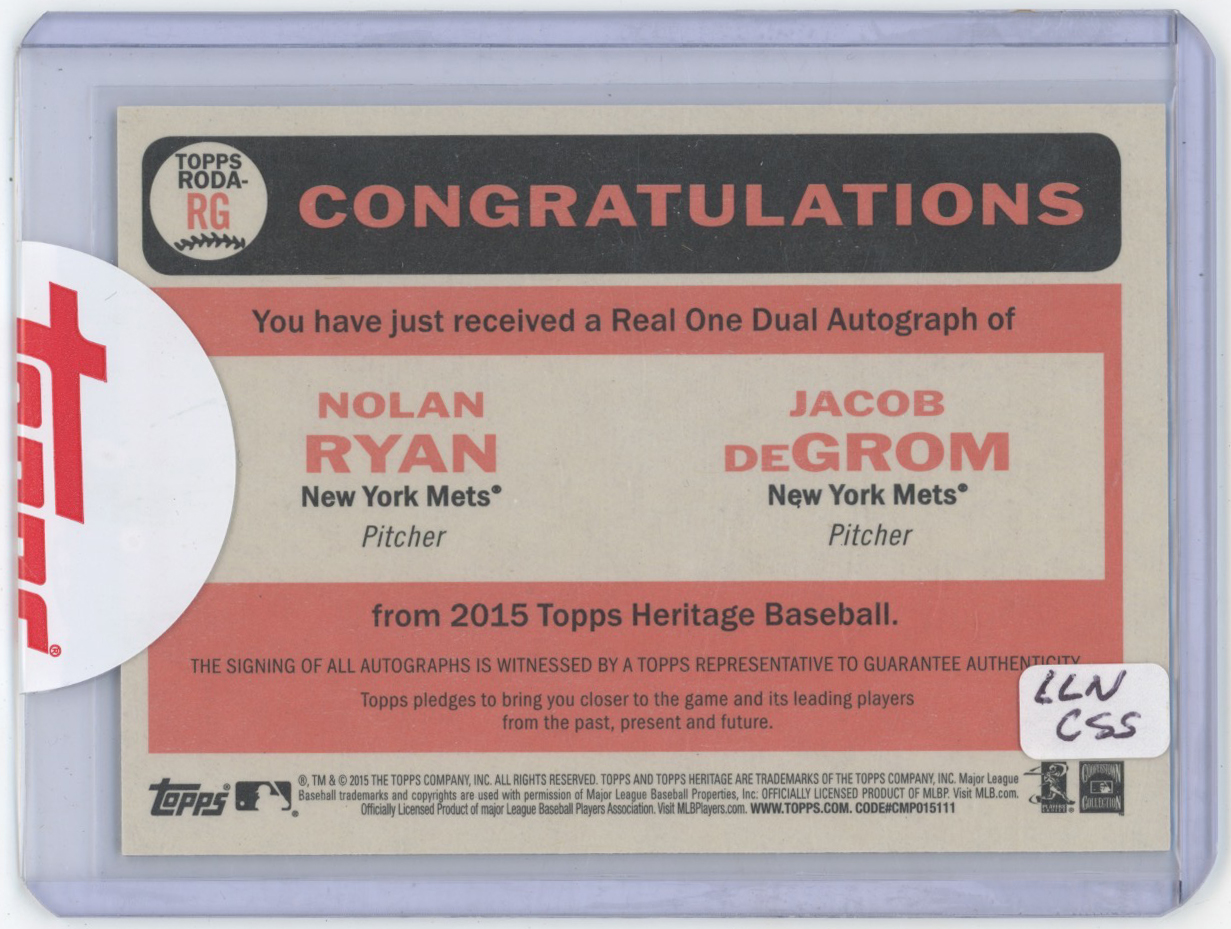 TOPPS
RODA-
RG
CONGRATULATIONS
You have just received a Real One Dual Autograph of
NOLAN
RYAN
New York Mets®
Pitcher
JACOB
DEGROM
New York Mets®
Pitcher
from 2015 Topps Heritage Baseball.
THE SIGNING OF ALL AUTOGRAPHS IS WITNESSED BY A TOPPS REPRESENTATIVE TO GUARANTEE AUTHENTICITY
Topps pledges to bring you closer to the game and its leading players
from the past, present and future.
LLN
CSS
Topps
®, TM & © 2015 THE TOPPS COMPANY, INC. ALL RIGHTS RESERVED. TOPPS AND TOPPS HERITAGE ARE TRADEMARKS OF THE TOPPS COMPANY, INC. Major League
Baseball trademarks and copyrights are used with permission of Major League Baseball Properties, Inc. OFFICIALLY LICENSED PRODUCT OF MLBP. Visit MLB.com.
Officially Licensed Product of major League Baseball Players Association. Visit MLBPlayers.com. WWW.TOPPS.COM. CODE#CMP015111
COOPERSTOWN
COLLECTION